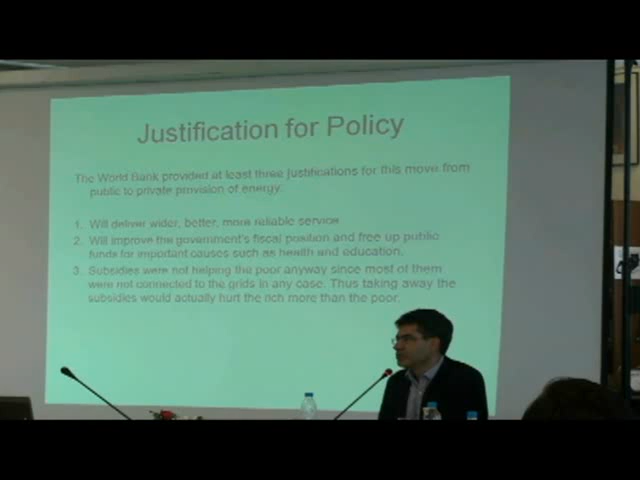 Justification for Policy
The World Bank provided at least three justifications for this move from
public to private provision of energy:
1. Will deliver wider, better, more reliable service
2. Will improve the government's fiscal position and free up public
funds for important causes such as health and education.
3. Subsidies were not helping the poor anyway since most of them
were not connected to the grids in any case. Thus taking away the
subsidies would actually hurt the rich more than the poor.